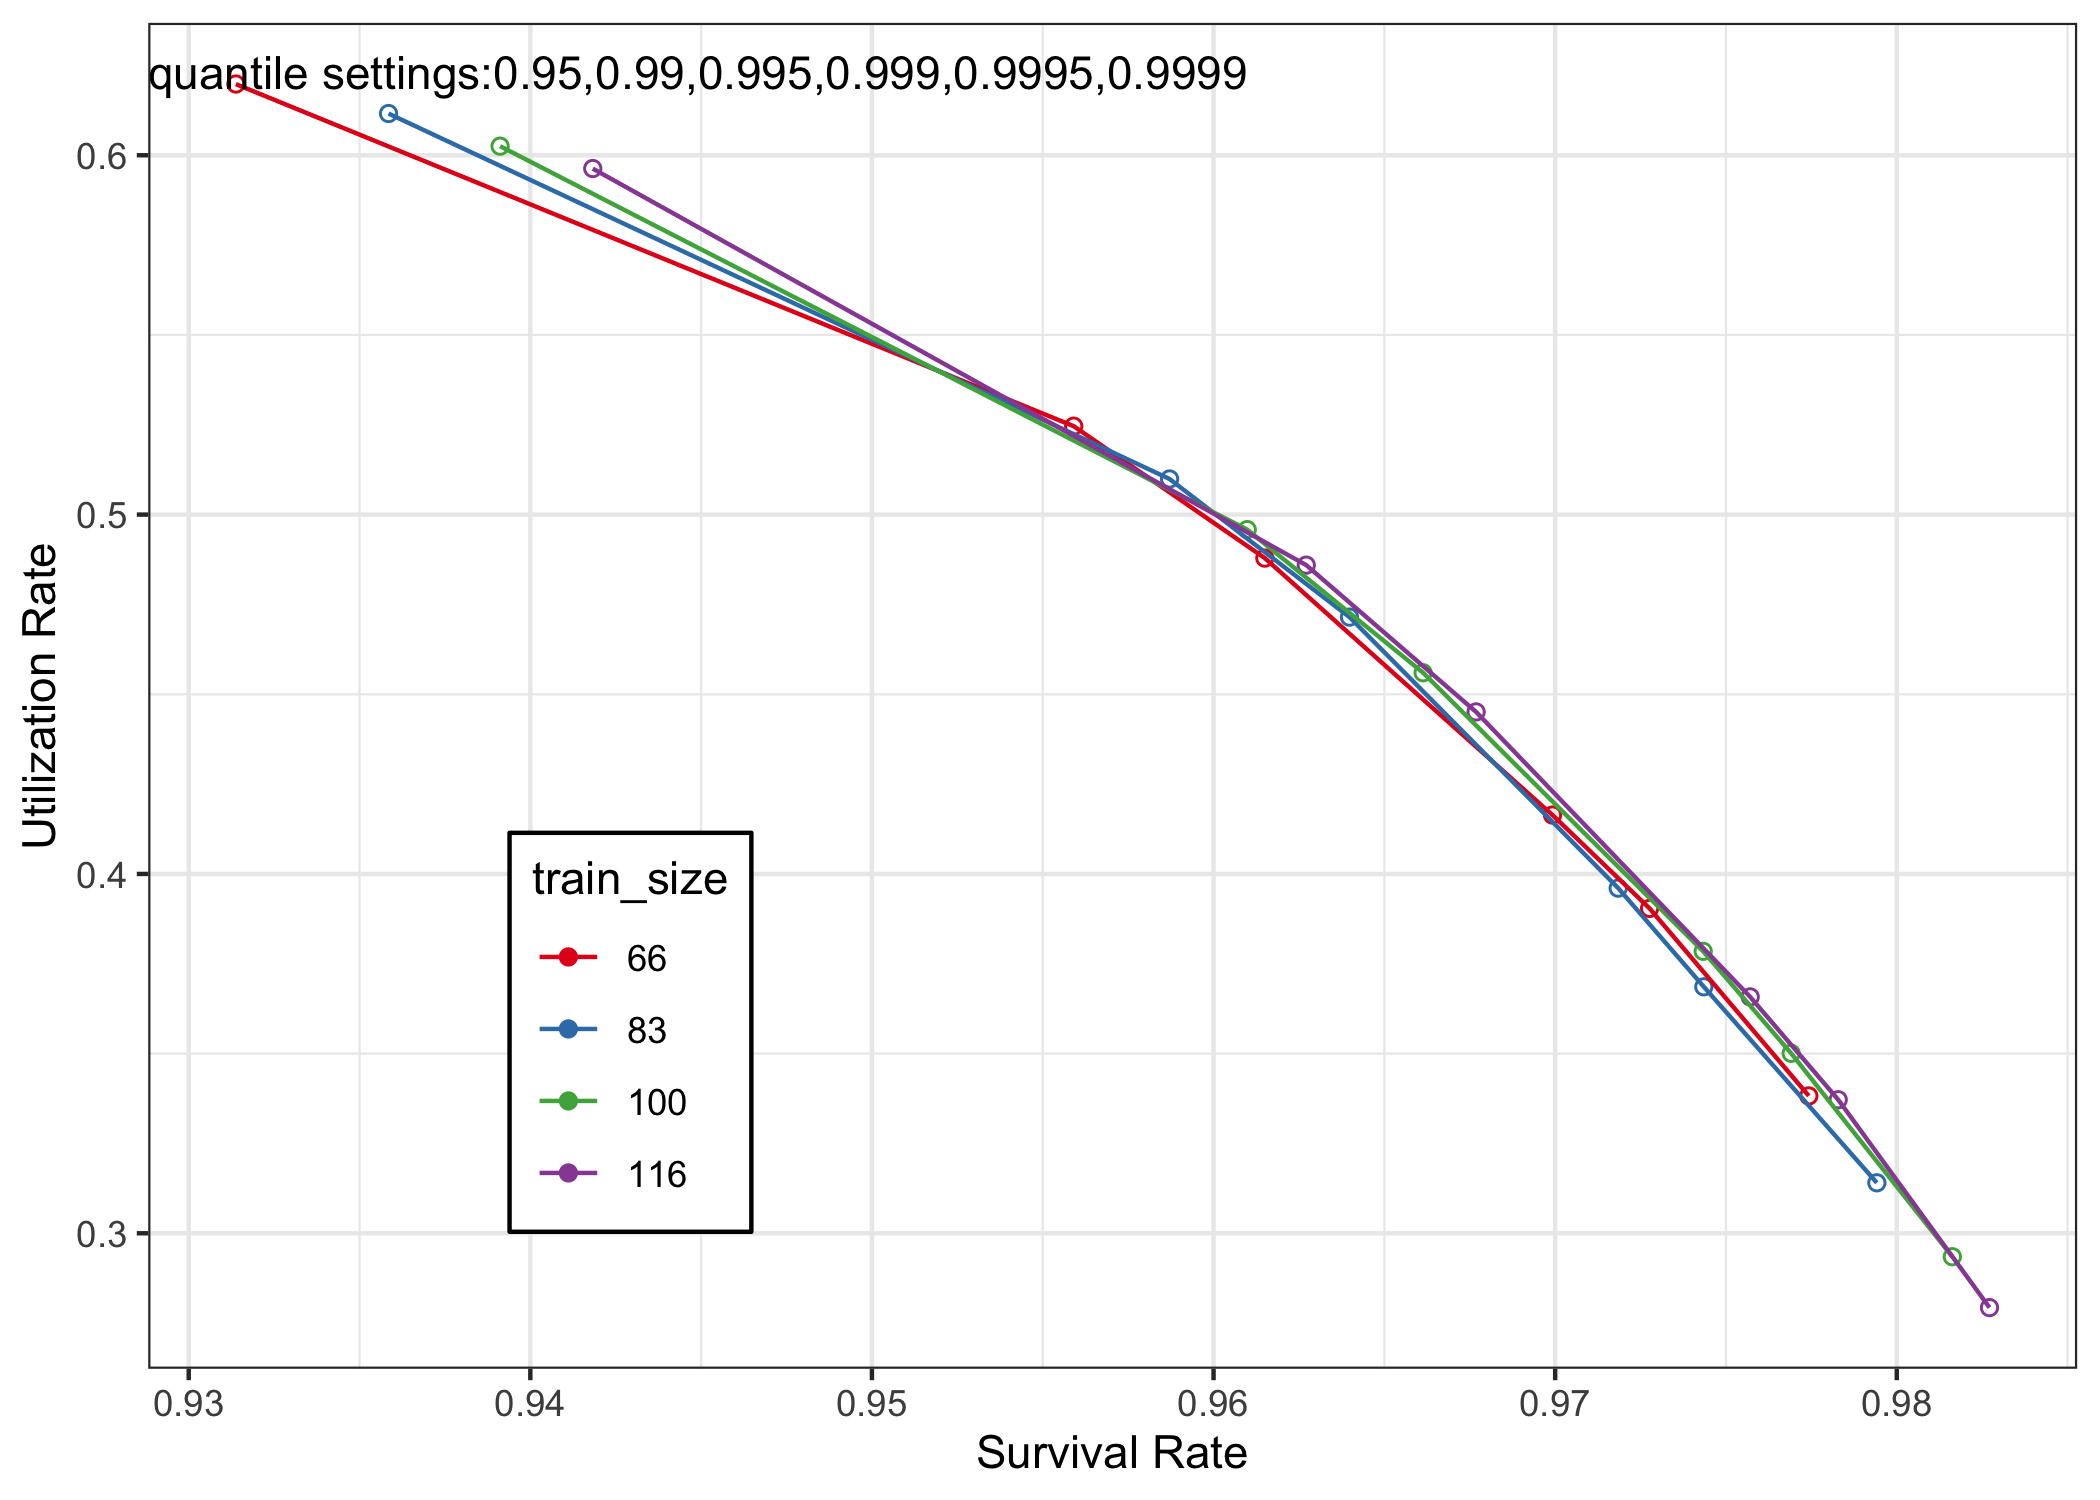 quantile settings:0.95,0.99,0.995,0.999,0.9995,0.9999
0.6
0.5
0.4
0.3
Utilization Rate
train_size
66
83
100
116
0.93 0.94 0.95 0.96 0.97 0.98
Survival Rate